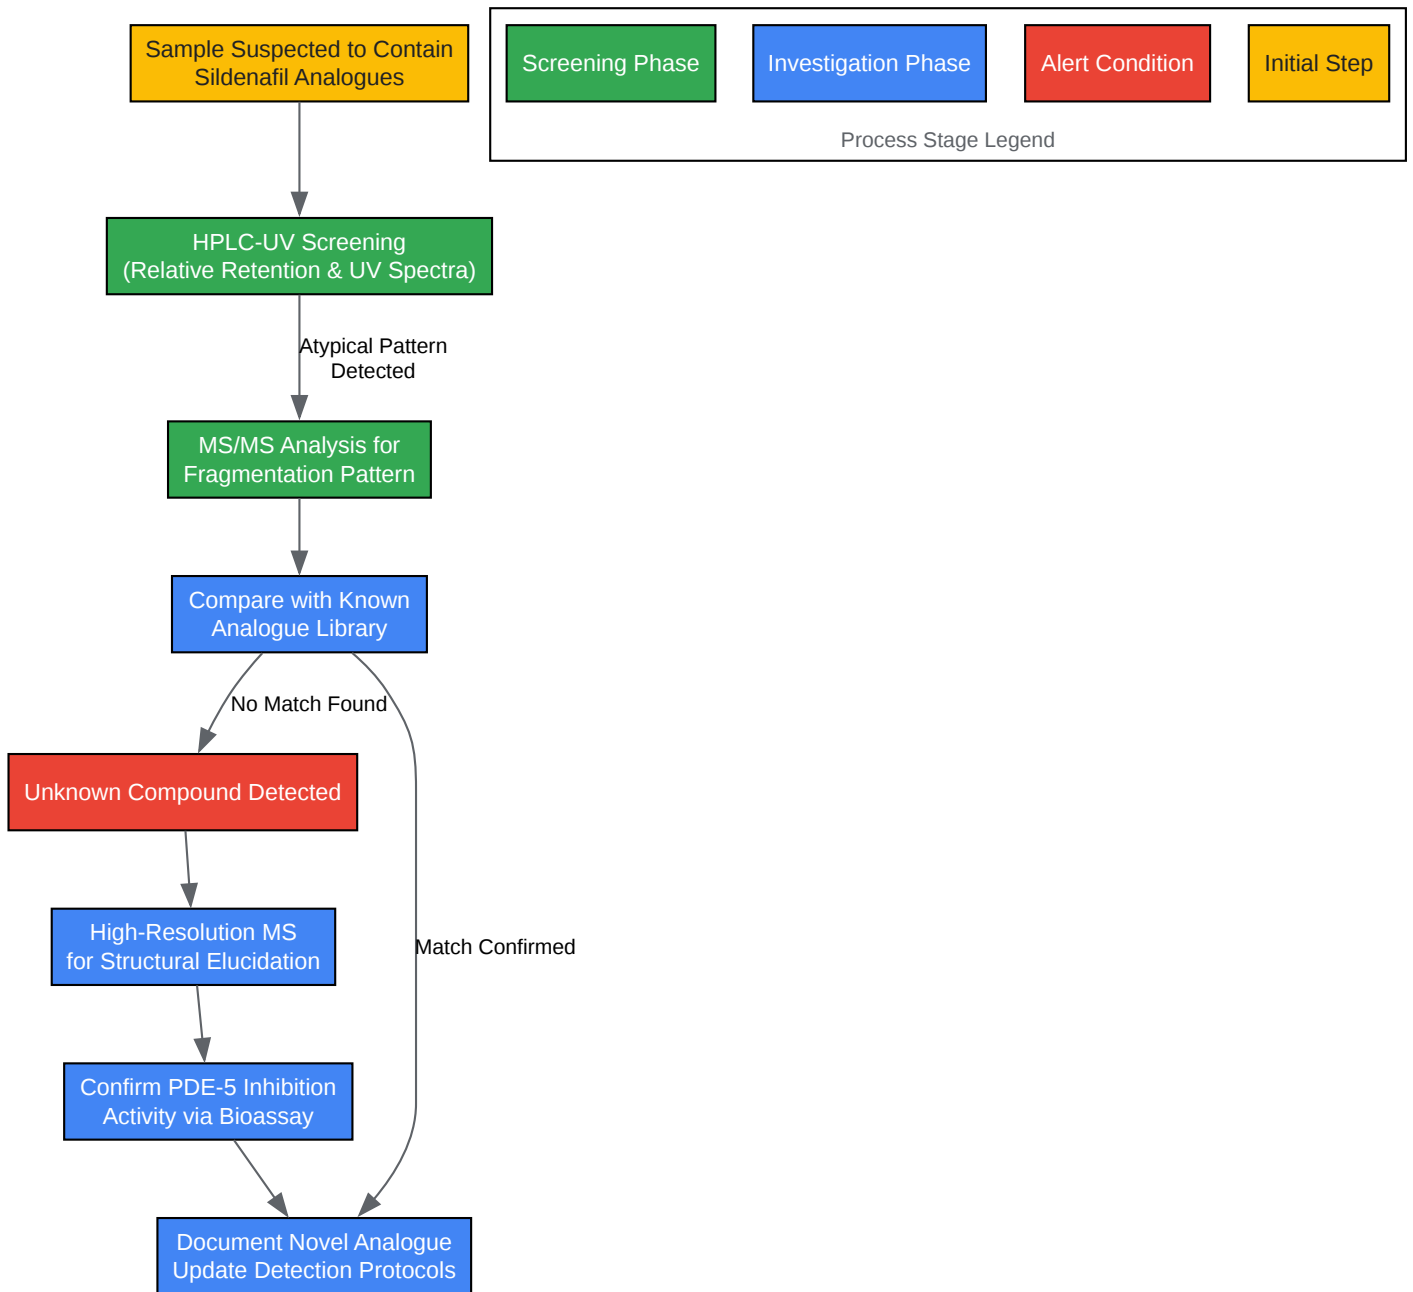 Sample Suspected to Contain
Sildenafil Analogues
Screening Phase
Investigation Phase
Alert Condition
Initial Step
Process Stage Legend
HPLC-UV Screening
(Relative Retention & UV Spectra)
Atypical Pattern
Detected
MS/MS Analysis for
Fragmentation Pattern
Compare with Known
Analogue Library
No Match Found
Unknown Compound Detected
High-Resolution MS
for Structural Elucidation
Match Confirmed
Confirm PDE-5 Inhibition
Activity via Bioassay
Document Novel Analogue
Update Detection Protocols